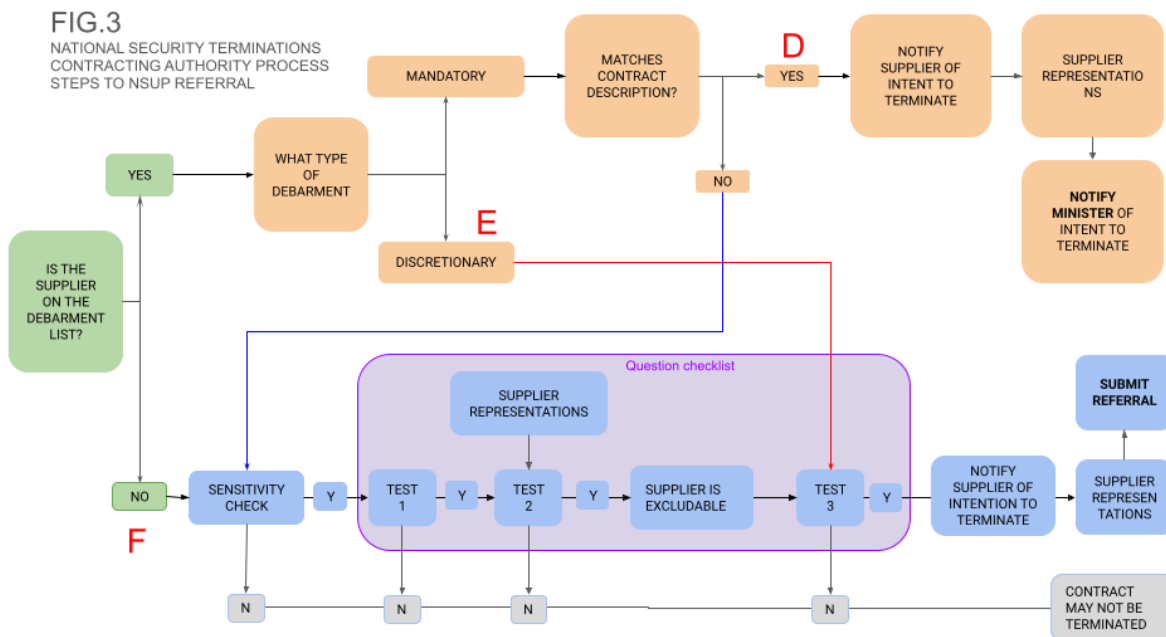 FIG.3
NATIONAL SECURITY TERMINATIONS
CONTRACTING AUTHORITY PROCESS
STEPS TO NSUP REFERRAL
MANDATORY
MATCHES
CONTRACT
DESCRIPTION?
D
YES
NOTIFY
SUPPLIER OF
INTENT TO
TERMINATE
SUPPLIER
REPRESENTATIO
NS
YES
WHAT TYPE
OF
DEBARMENT
NO
NOTIFY
MINISTER OF
INTENT TO
TERMINATE
E
DISCRETIONARY
IS THE
SUPPLIER
ON THE
DEBARMENT
LIST?
Question checklist
SUPPLIER
REPRESENTATIONS
SUBMIT
REFERRAL
NO
F
SENSITIVITY
CHECK
Y
TEST
1
Y
TEST
2
Y
SUPPLIER IS
EXCLUDABLE
TEST
3
Y
NOTIFY
SUPPLIER OF
INTENTION TO
TERMINATE
SUPPLIER
REPRESEN
TATIONS
N
N
N
N
CONTRACT
MAY NOT BE
TERMINATED